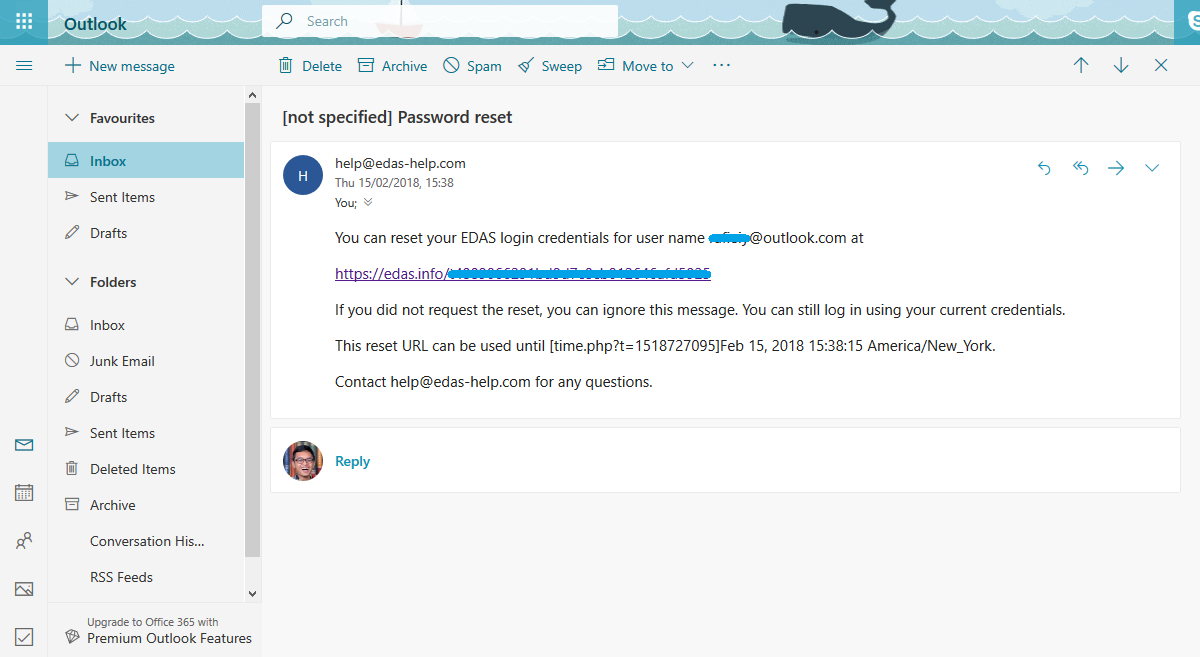 Outlook
Search
New message
Delete
Archive
Spam
Sweep
Move to
Favourites
Inbox
Sent Items
Drafts
Folders
Inbox
Junk Email
Drafts
Sent Items
Deleted Items
Archive
Conversation His...
RSS Feeds
Upgrade to Office 365 with
Premium Outlook Features
[not specified] Password reset
H
help@edas-help.com
Thu 15/02/2018, 15:38
You;
You can reset your EDAS login credentials for user name @outlook.com at
https://edas.info/
If you did not request the reset, you can ignore this message. You can still log in using your current credentials.
This reset URL can be used until [time.php?t=1518727095]Feb 15, 2018 15:38:15 America/New_York.
Contact help@edas-help.com for any questions.
Reply